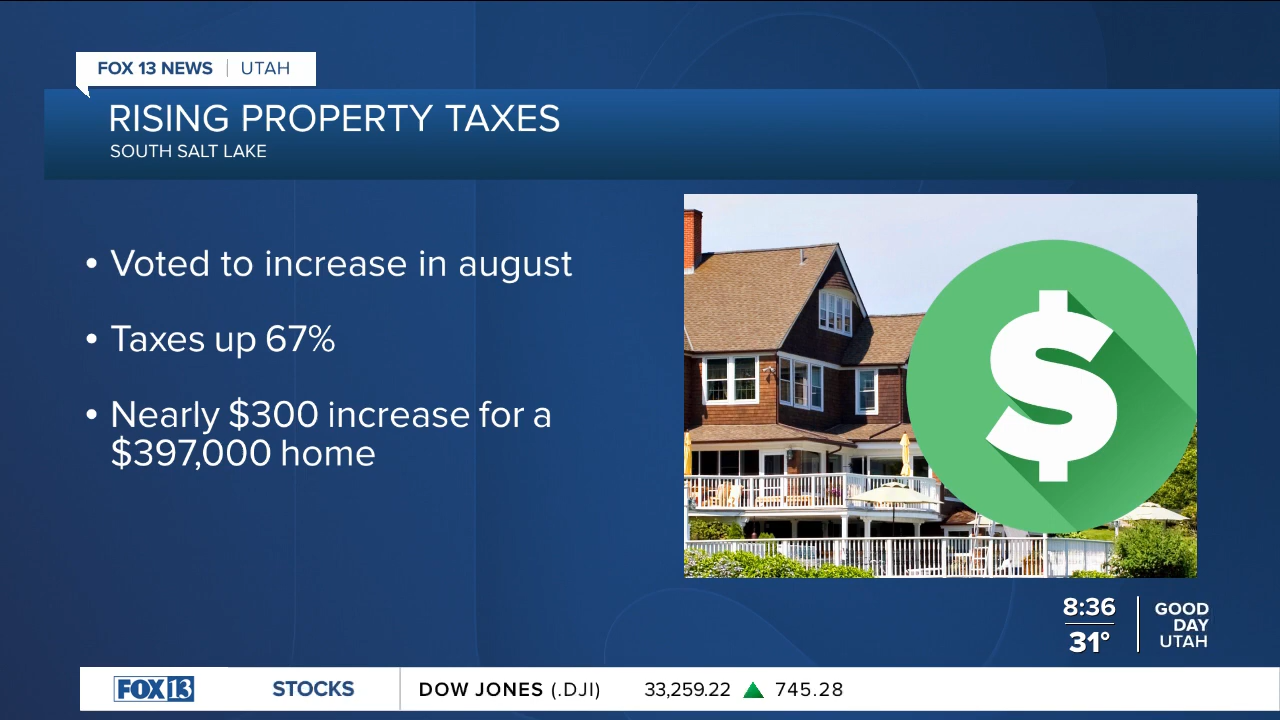 FOX 13 NEWS | UTAH
RISING PROPERTY TAXES
SOUTH SALT LAKE
• Voted to increase in august
• Taxes up 67%
• Nearly $300 increase for a
$397,000 home
$
8:36
31°
GOOD
DAY
UTAH
FOX 13 STOCKS DOW JONES (.DJI) 33,259.22 ▲ 745.28